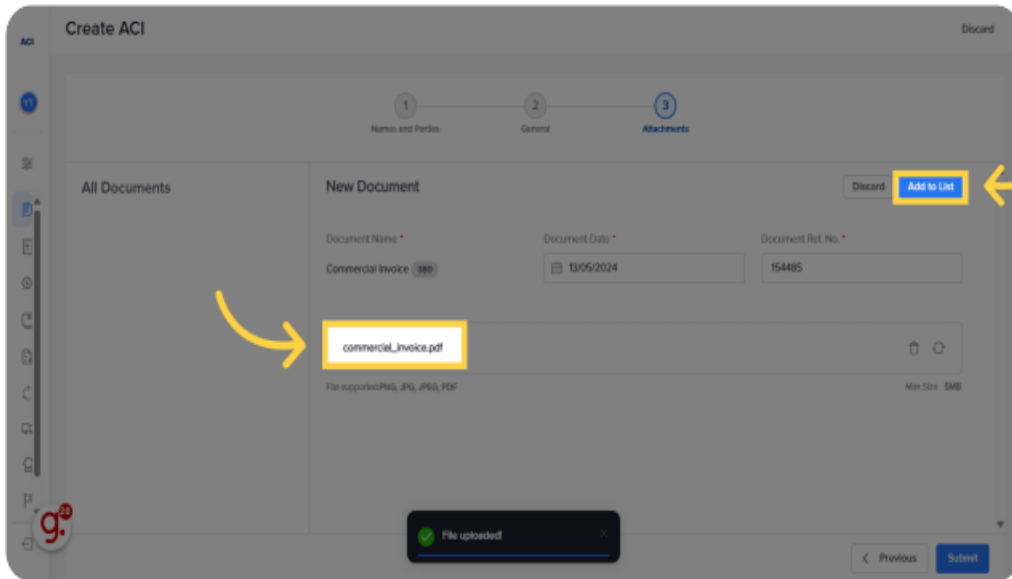 Create ACI
Discard
ACI
YT
1
2
3
Names and Parties
General
Attachments
All Documents
New Document
Discard
Add to List
Document Name *
Document Date *
Document Ref. No. *
Commercial Invoice 380
13/05/2024
154485
commercial_invoice.pdf
File supported PNG, JPG, JPEG, PDF
Max Size 5MB
g.
28
File uploaded!
Previous
Submit